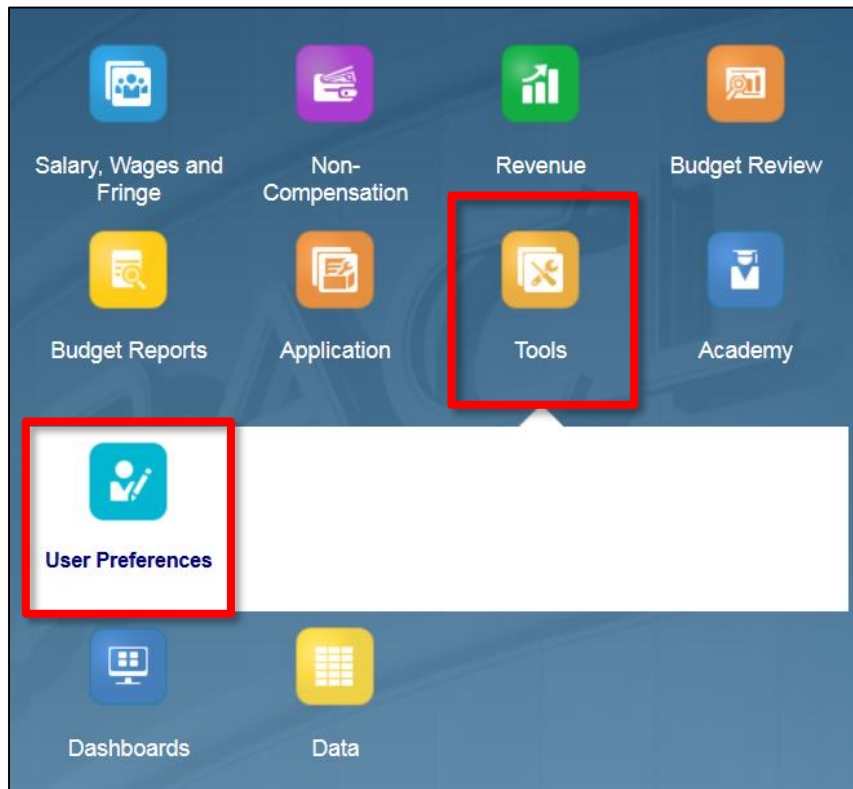 Salary, Wages and
Fringe
Non-
Compensation
Revenue
Budget Review
Budget Reports
Application
Tools
Academy
User Preferences
Dashboards
Data